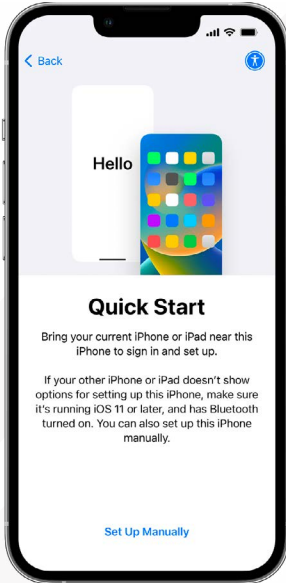 Back
Hello
Quick Start
Bring your current iPhone or iPad near this
iPhone to sign in and set up.
If your other iPhone or iPad doesn't show
options for setting up this iPhone, make sure
it's running iOS 11 or later, and has Bluetooth
turned on. You can also set up this iPhone
manually.
Set Up Manually